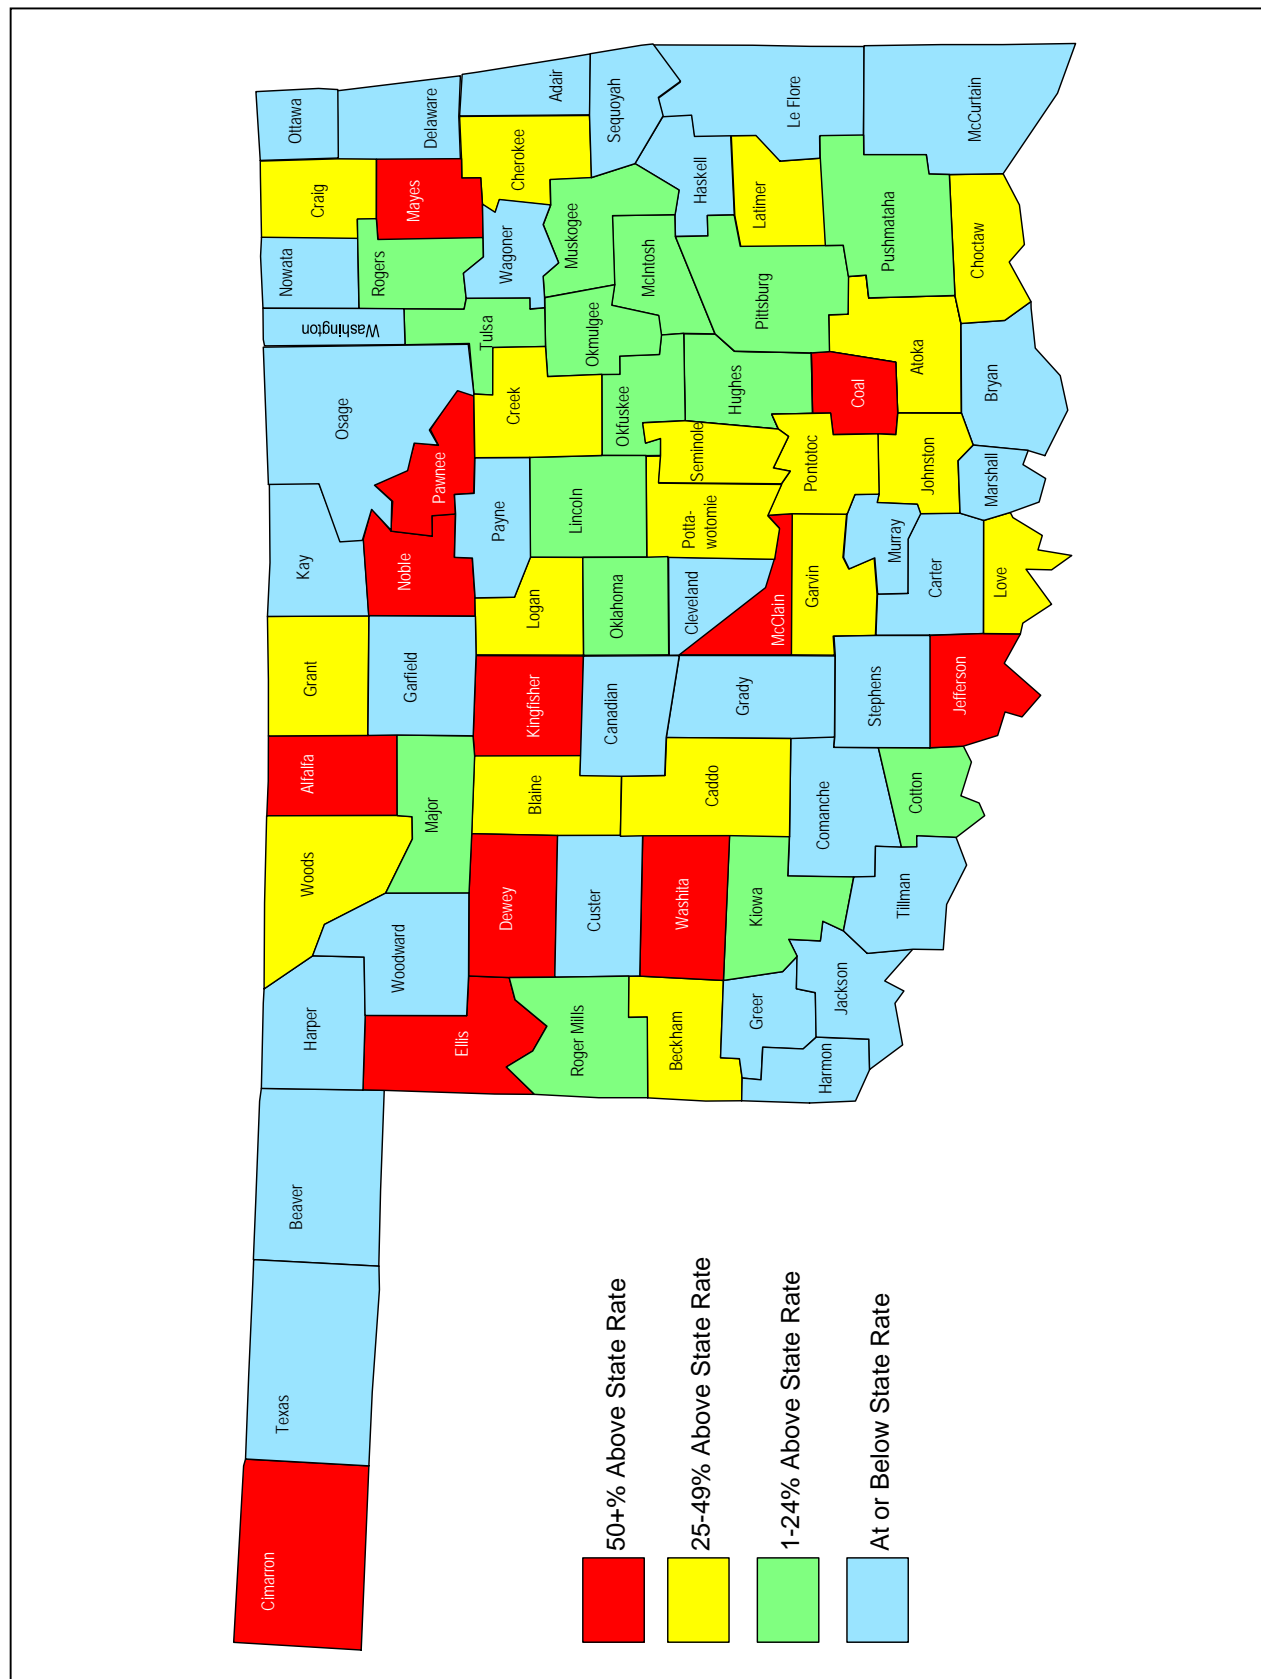 Cimarron
Texas
Beaver
Harper
Woods
Alfalfa
Grant
Kay
Osage
Washington
Nowata
Craig
Ottawa
Ellis
Woodward
Major
Garfield
Noble
Pawnee
Rogers
Mayes
Delaware
Roger Mills
Dewey
Blaine
Kingfisher
Logan
Payne
Creek
Tulsa
Wagoner
Cherokee
Adair
Beckham
Custer
Canadian
Oklahoma
Lincoln
Okfuskee
Okmulgee
Muskogee
Sequoyah
Washita
Caddo
Grady
Cleveland
Potta-
wotomie
Seminole
Hughes
McIntosh
Haskell
Harmon
Greer
Kiowa
Comanche
McClain
Garvin
Pontotoc
Coal
Pittsburg
Latimer
Le Flore
Jackson
Tillman
Cotton
Stephens
Jefferson
Murray
Carter
Love
Johnston
Marshall
Atoka
Bryan
Pushmataha
Choctaw
McCurtain
50+% Above State Rate
25-49% Above State Rate
1-24% Above State Rate
At or Below State Rate